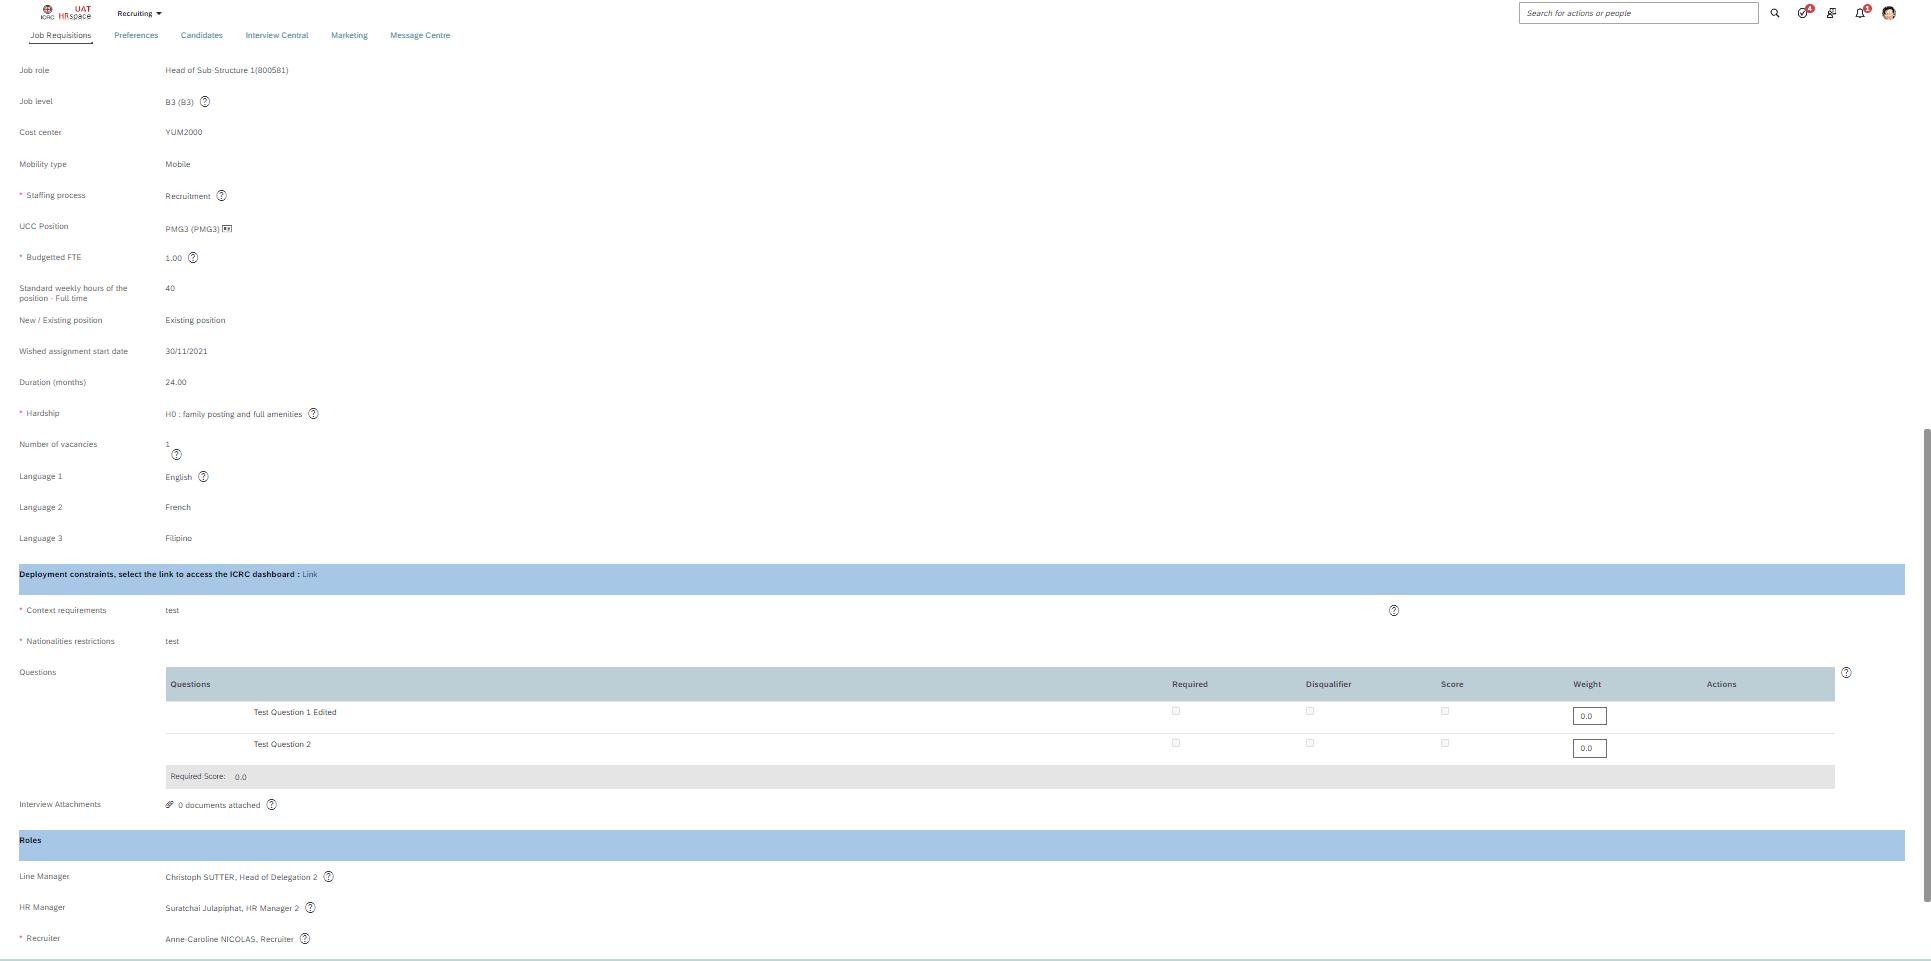 ICRC UAT HRspace Recruiting Search for actions or people 4 1
Job Requisitions Preferences Candidates Interview Central Marketing Message Centre
Job role Head of Sub-Structure 1(800581)
Job level B3 (B3) ?
Cost center YUM2000
Mobility type Mobile
* Staffing process Recruitment ?
UCC Position PMG3 (PMG3)
* Budgetted FTE 1.00 ?
Standard weekly hours of the 40
position - Full time
New / Existing position Existing position
Wished assignment start date 30/11/2021
Duration (months) 24.00
* Hardship H0 : family posting and full amenities ?
Number of vacancies 1
?
Language 1 English ?
Language 2 French
Language 3 Filipino
Deployment constraints, select the link to access the ICRC dashboard : Link
* Context requirements test ?
* Nationalities restrictions test
Questions ?
Questions Required Disqualifier Score Weight Actions
Test Question 1 Edited 0.0
Test Question 2 0.0
Required Score: 0.0
Interview Attachments 0 documents attached ?
Roles
Line Manager Christoph SUTTER, Head of Delegation 2 ?
HR Manager Suratchai Julapiphat, HR Manager 2 ?
* Recruiter Anne-Caroline NICOLAS, Recruiter ?